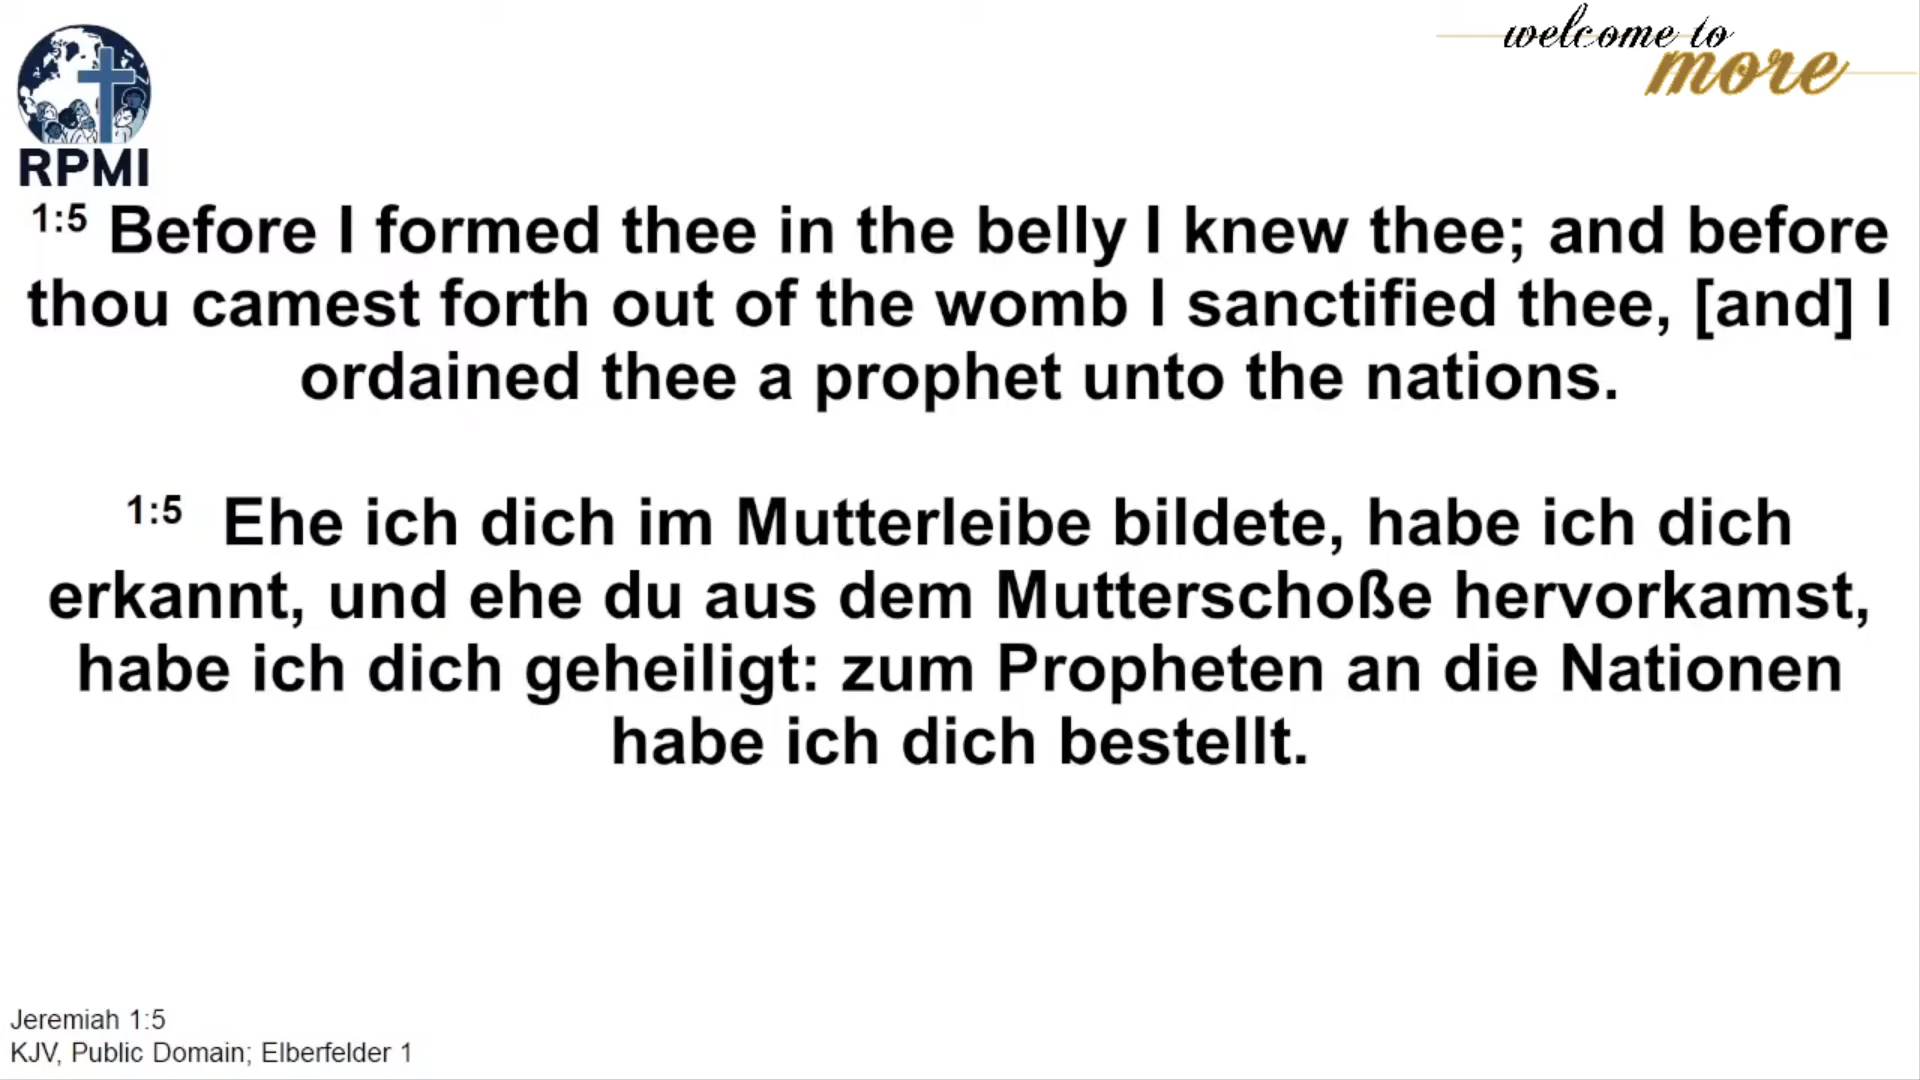 welcome to
more
RPMI
1:5 Before I formed thee in the belly I knew thee; and before
thou camest forth out of the womb I sanctified thee, [and] I
ordained thee a prophet unto the nations.
1:5 Ehe ich dich im Mutterleibe bildete, habe ich dich
erkannt, und ehe du aus dem Mutterschoße hervorkamst,
habe ich dich geheiligt: zum Propheten an die Nationen
habe ich dich bestellt.
Jeremiah 1:5
KJV, Public Domain; Elberfelder 1